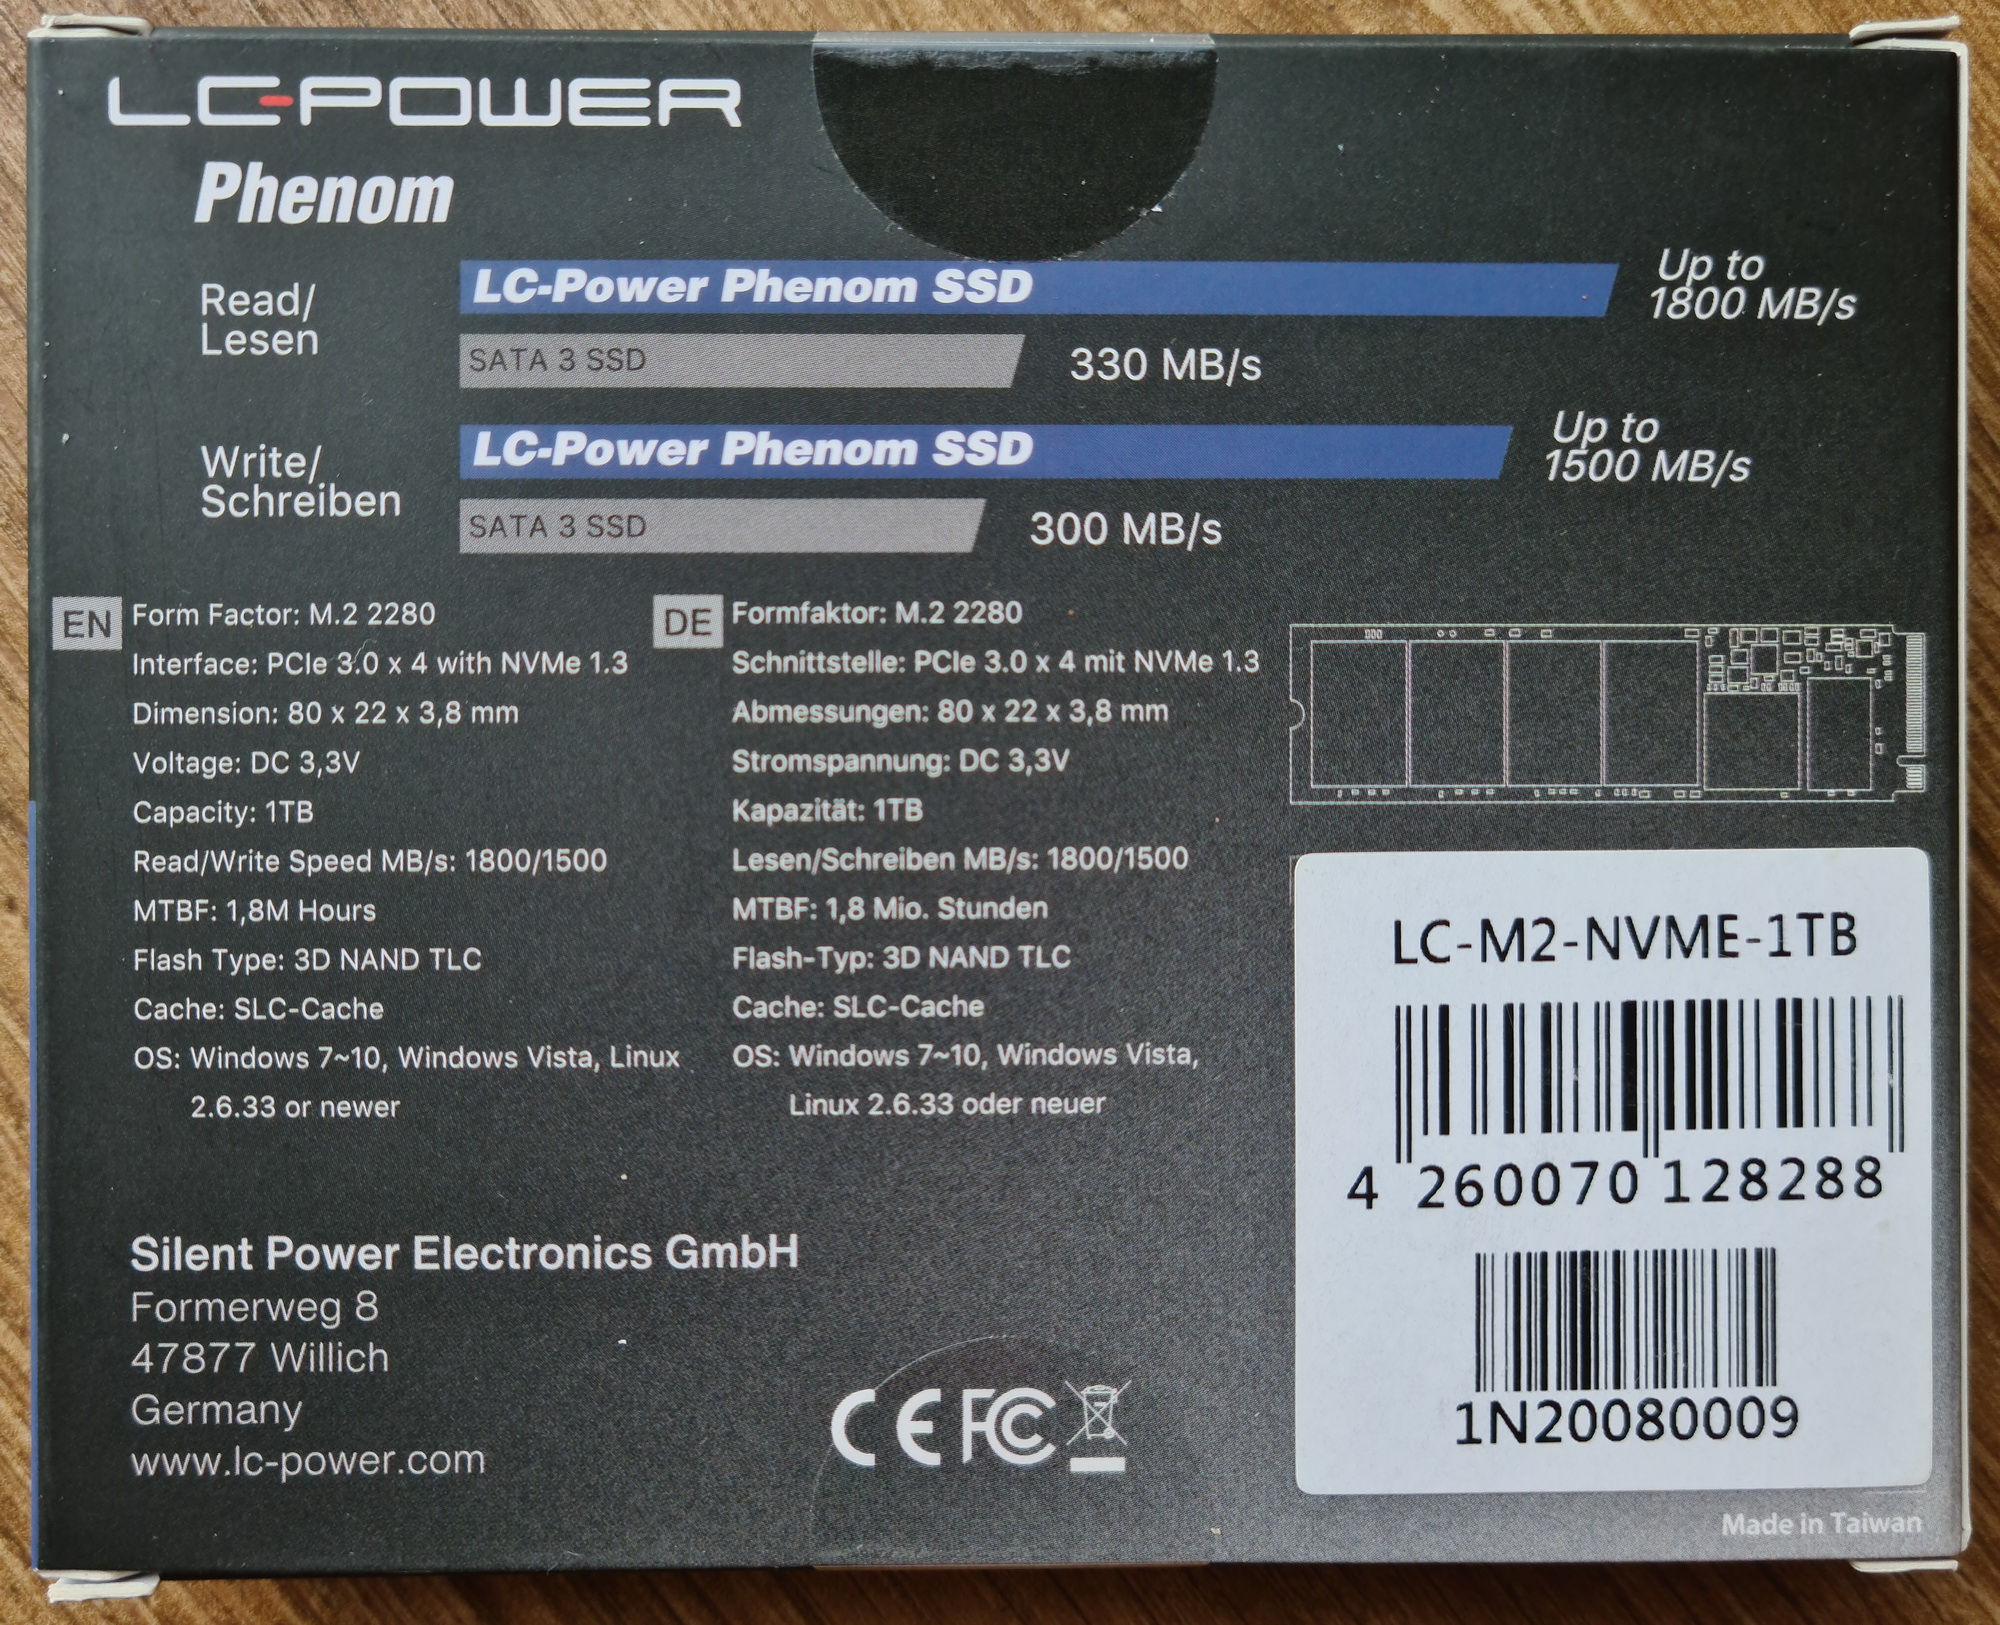 LC-POWER
Phenom
Read/
Lesen
LC-Power Phenom SSD
Up to
1800 MB/s
SATA 3 SSD
330 MB/s
Write/
Schreiben
LC-Power Phenom SSD
Up to
1500 MB/s
SATA 3 SSD
300 MB/s
EN
Form Factor: M.2 2280
Interface: PCIe 3.0 x 4 with NVMe 1.3
Dimension: 80 x 22 x 3,8 mm
Voltage: DC 3,3V
Capacity: 1TB
Read/Write Speed MB/s: 1800/1500
MTBF: 1,8M Hours
Flash Type: 3D NAND TLC
Cache: SLC-Cache
OS: Windows 7~10, Windows Vista, Linux
2.6.33 or newer
DE
Formfaktor: M.2 2280
Schnittstelle: PCIe 3.0 x 4 mit NVMe 1.3
Abmessungen: 80 x 22 x 3,8 mm
Stromspannung: DC 3,3V
Kapazität: 1TB
Lesen/Schreiben MB/s: 1800/1500
MTBF: 1,8 Mio. Stunden
Flash-Typ: 3D NAND TLC
Cache: SLC-Cache
OS: Windows 7~10, Windows Vista,
Linux 2.6.33 oder neuer
LC-M2-NVME-1TB
4 260070 128288
1N20080009
Silent Power Electronics GmbH
Formerweg 8
47877 Willich
Germany
www.lc-power.com
CE FC
Made in Taiwan